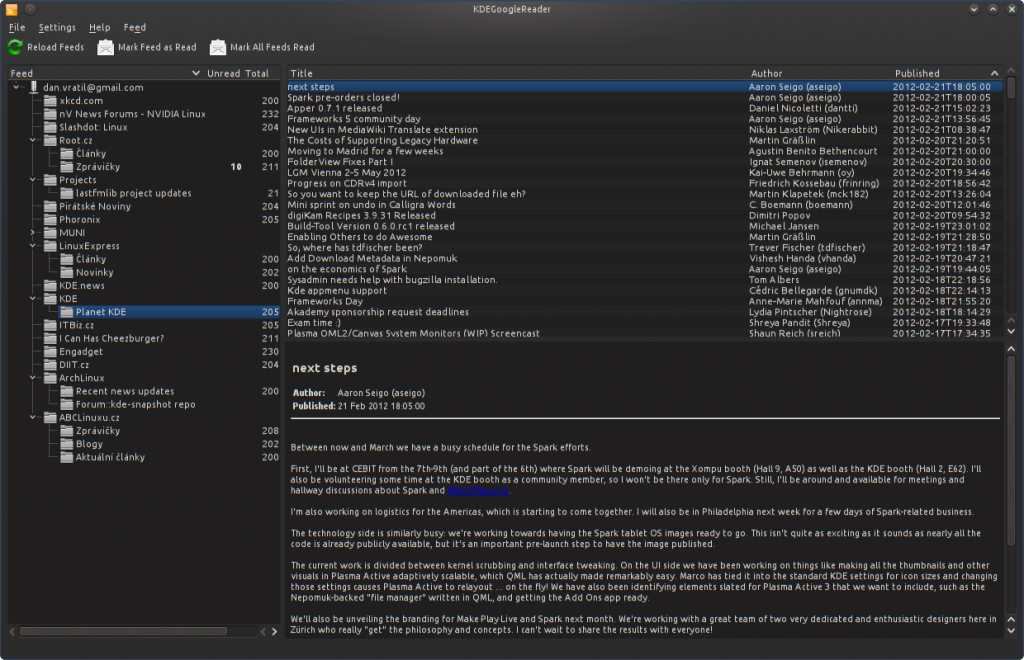 KDEGoogleReader
File Settings Help Feed
Reload Feeds Mark Feed as Read Mark All Feeds Read
Feed Unread Total
dan.vratil@gmail.com
xkcd.com 200
nV News Forums - NVIDIA Linux 232
Slashdot: Linux 204
Root.cz
Články 200
Zprávičky 10 211
Projects
lastfmlib project updates 21
Pirátské Noviny 204
Phoronix 205
MUNI
LinuxExpress
Články 200
Novinky 202
KDE.news 200
KDE
Planet KDE 205
ITBiz.cz 205
I Can Has Cheezburger? 211
Engadget 230
DIIT.cz 204
ArchLinux
Recent news updates 200
Forum::kde-snapshot repo
ABCLinuxu.cz
Zprávičky 208
Blogy 202
Aktuální články 200
Title Author Published
next steps Aaron Seigo (aseigo) 2012-02-21T18:05:00
Spark pre-orders closed! Aaron Seigo (aseigo) 2012-02-21T18:00:05
Apper 0.7.1 released Daniel Nicoletti (dantti) 2012-02-21T15:02:23
Frameworks 5 community day Aaron Seigo (aseigo) 2012-02-21T13:56:45
New UIs in MediaWiki Translate extension Niklas Laxström (Nikerabbit) 2012-02-21T08:38:47
The Costs of Supporting Legacy Hardware Martin Gräßlin 2012-02-20T21:20:51
Moving to Madrid for a few weeks Agustin Benito Bethencourt 2012-02-20T21:00:00
FolderView Fixes Part I Ignat Semenov (isemenov) 2012-02-20T20:30:00
LGM Vienna 2-5 May 2012 Kai-Uwe Behrmann (oy) 2012-02-20T19:34:46
Progress on CDRv4 import Friedrich Kossebau (frinring) 2012-02-20T18:56:42
So you want to keep the URL of downloaded file eh? Martin Klapetek (mck182) 2012-02-20T13:26:04
Mini sprint on undo in Calligra Words C. Boemann (boemann) 2012-02-20T12:01:46
digiKam Recipes 3.9.31 Released Dimitri Popov 2012-02-20T09:54:32
Build-Tool Version 0.6.0.rc1 released Michael Jansen 2012-02-19T23:01:02
Enabling Others to do Awesome Martin Gräßlin 2012-02-19T21:28:50
So, where has tdfischer been? Trever Fischer (tdfischer) 2012-02-19T21:18:47
Add Download Metadata in Nepomuk Vishesh Handa (vhanda) 2012-02-19T20:47:21
on the economics of Spark Aaron Seigo (aseigo) 2012-02-19T19:44:05
Sysadmin needs help with bugzilla installation. Tom Albers 2012-02-18T22:18:56
Kde appmenu support Cédric Bellegarde (gnumdk) 2012-02-18T22:14:13
Frameworks Day Anne-Marie Mahfouf (annma) 2012-02-18T21:55:20
Akademy sponsorship request deadlines Lydia Pintscher (Nightrose) 2012-02-18T18:14:29
Exam time :) Shreya Pandit (Shreya) 2012-02-17T19:33:48
Plasma OML2/Canvas System Monitors (WIP) Screencast Shaun Reich (sreich) 2012-02-17T17:34:35
next steps
Author: Aaron Seigo (aseigo)
Published: 21 Feb 2012 18:05:00
Between now and March we have a busy schedule for the Spark efforts.
First, I'll be at CEBIT from the 7th-9th (and part of the 6th) where Spark will be demoing at the Xompu booth (Hall 9, A50) as well as the KDE booth (Hall 2, E62). I'll
also be volunteering some time at the KDE booth as a community member, so I won't be there only for Spark. Still, I'll be around and available for meetings and
hallway discussions about Spark and
I'm also working on logistics for the Americas, which is starting to come together. I will also be in Philadelphia next week for a few days of Spark-related business.
The technology side is similarly busy: we're working towards having the Spark tablet OS images ready to go. This isn't quite as exciting as it sounds as nearly all the
code is already publicly available, but it's an important pre-launch step to have the image published.
The current work is divided between kernel scrubbing and interface tweaking. On the UI side we have been working on things like making all the thumbnails and other
visuals in Plasma Active adaptively scalable, which QML has actually made remarkably easy. Marco has tied it into the standard KDE settings for icon sizes and changing
those settings causes Plasma Active to relayout ... on the fly! We have also been identifying elements slated for Plasma Active 3 that we want to include, such as the
Nepomuk-backed "file manager" written in QML, and getting the Add Ons app ready.
We'll also be unveiling the branding for Make·Play·Live and Spark next month. We're working with a great team of two very dedicated and enthusiastic designers here in
Zürich who really "get" the philosophy and concepts. I can't wait to share the results with everyone!